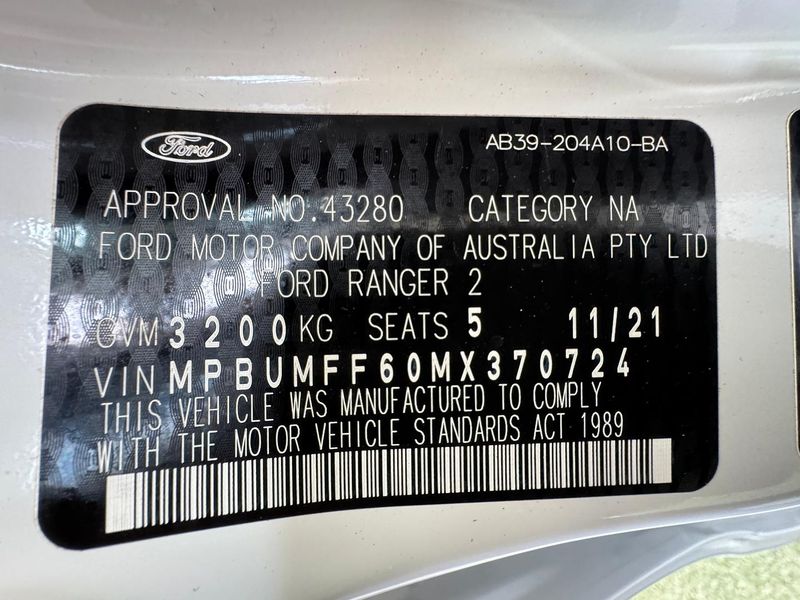 Ford AB39-204A10-BA
APPROVAL NO.43280 CATEGORY NA
FORD MOTOR COMPANY OF AUSTRALIA PTY LTD
FORD RANGER 2
GVM 3200KG SEATS 5 11/21
VIN MPBUMFF60MX370724
THIS VEHICLE WAS MANUFACTURED TO COMPLY
WITH THE MOTOR VEHICLE STANDARDS ACT 1989